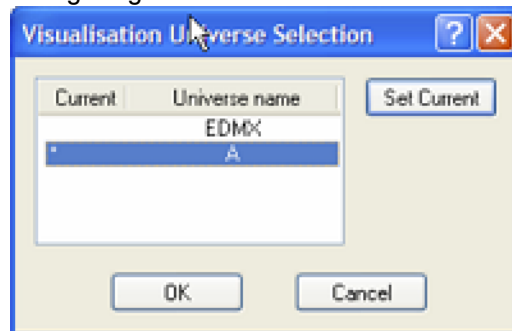 Visualisation Universe Selection
Current Universe name Set Current
EDMX
* A
OK Cancel